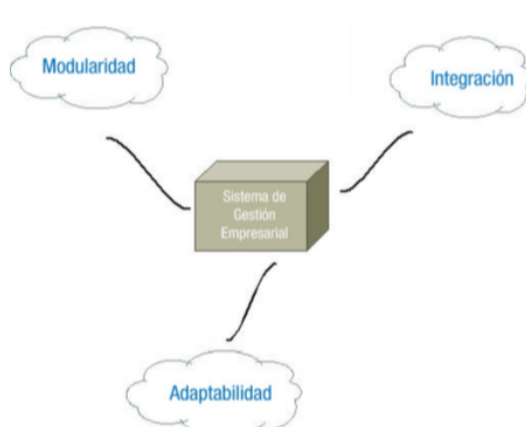 Modularidad
Integración
Sistema de
Gestión
Empresarial
Adaptabilidad